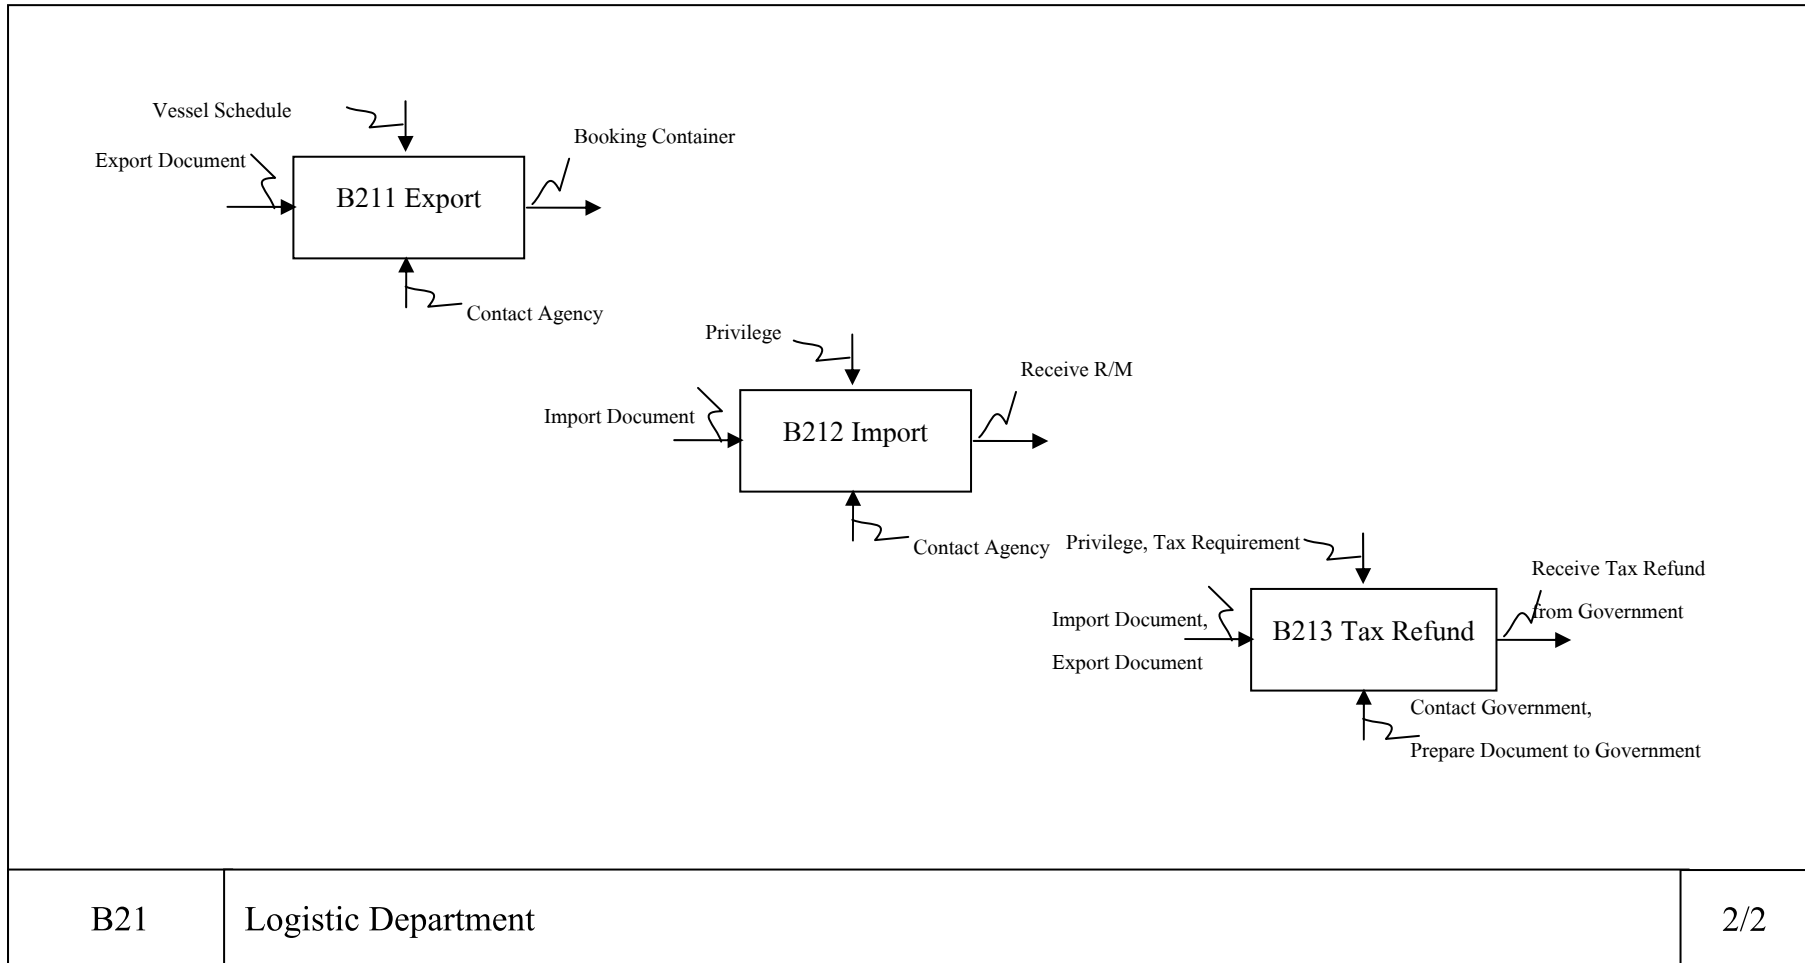 Vessel Schedule
Booking Container
Export Document
B211 Export
Contact Agency
Privilege
Receive R/M
Import Document
B212 Import
Contact Agency
Privilege, Tax Requirement
Receive Tax Refund
from Government
Import Document,
Export Document
B213 Tax Refund
Contact Government,
Prepare Document to Government
B21
Logistic Department
2/2